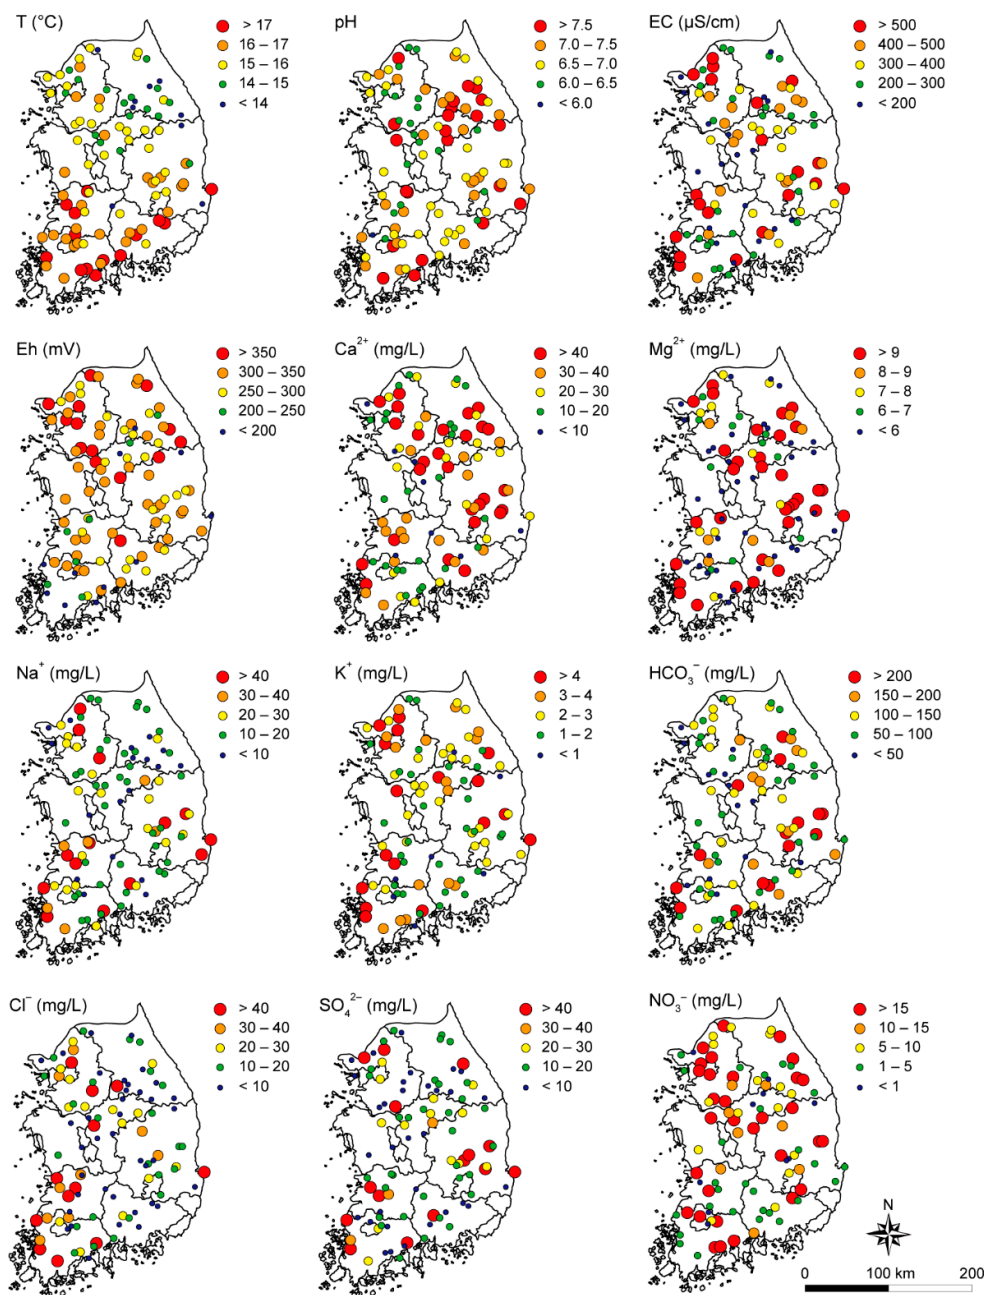 T (°C)
> 17
16 – 17
15 – 16
14 – 15
< 14
pH
> 7.5
7.0 – 7.5
6.5 – 7.0
6.0 – 6.5
< 6.0
EC (µS/cm)
> 500
400 – 500
300 – 400
200 – 300
< 200
Eh (mV)
> 350
300 – 350
250 – 300
200 – 250
< 200
Ca²⁺ (mg/L)
> 40
30 – 40
20 – 30
10 – 20
< 10
Mg²⁺ (mg/L)
> 9
8 – 9
7 – 8
6 – 7
< 6
Na⁺ (mg/L)
> 40
30 – 40
20 – 30
10 – 20
< 10
K⁺ (mg/L)
> 4
3 – 4
2 – 3
1 – 2
< 1
HCO₃⁻ (mg/L)
> 200
150 – 200
100 – 150
50 – 100
< 50
Cl⁻ (mg/L)
> 40
30 – 40
20 – 30
10 – 20
< 10
SO₄²⁻ (mg/L)
> 40
30 – 40
20 – 30
10 – 20
< 10
NO₃⁻ (mg/L)
> 15
10 – 15
5 – 10
1 – 5
< 1
N
0 100 km 200